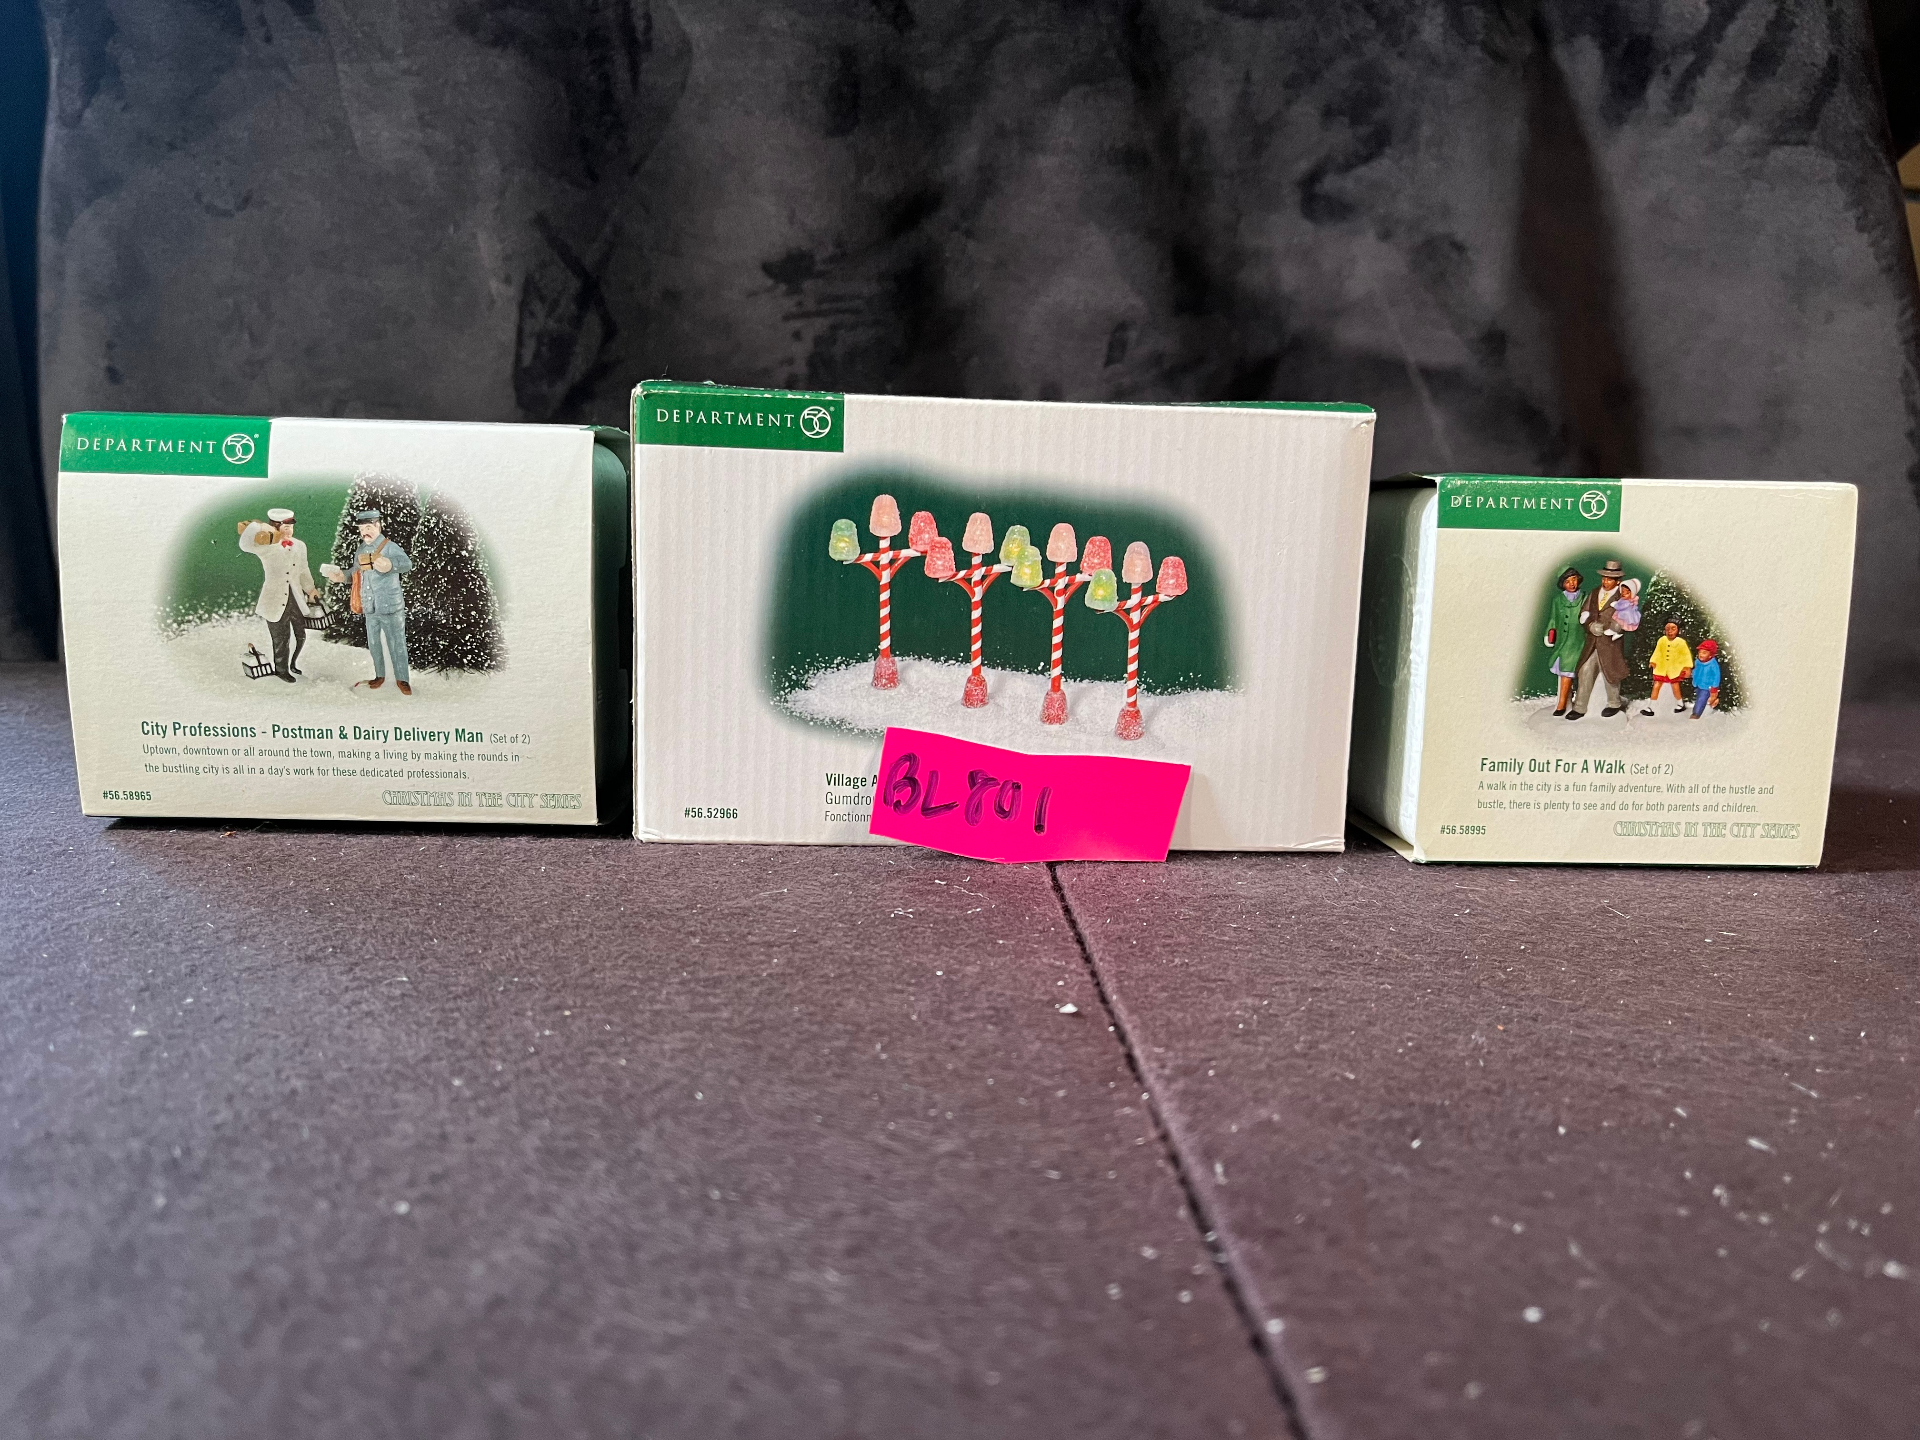 DEPARTMENT 56®
City Professions - Postman & Dairy Delivery Man (Set of 2)
Uptown, downtown or all around the town, making a living by making the rounds in
the bustling city is all in a day's work for these dedicated professionals.
#56.58965
CHRISTMAS IN THE CITY SERIES
DEPARTMENT 56®
Village A
Gumdro
Fonctionn
#56.52966
BL 891
DEPARTMENT 56®
Family Out For A Walk (Set of 2)
A walk in the city is a fun family adventure. With all of the hustle and
bustle, there is plenty to see and do for both parents and children.
#56.58995
CHRISTMAS IN THE CITY SERIES